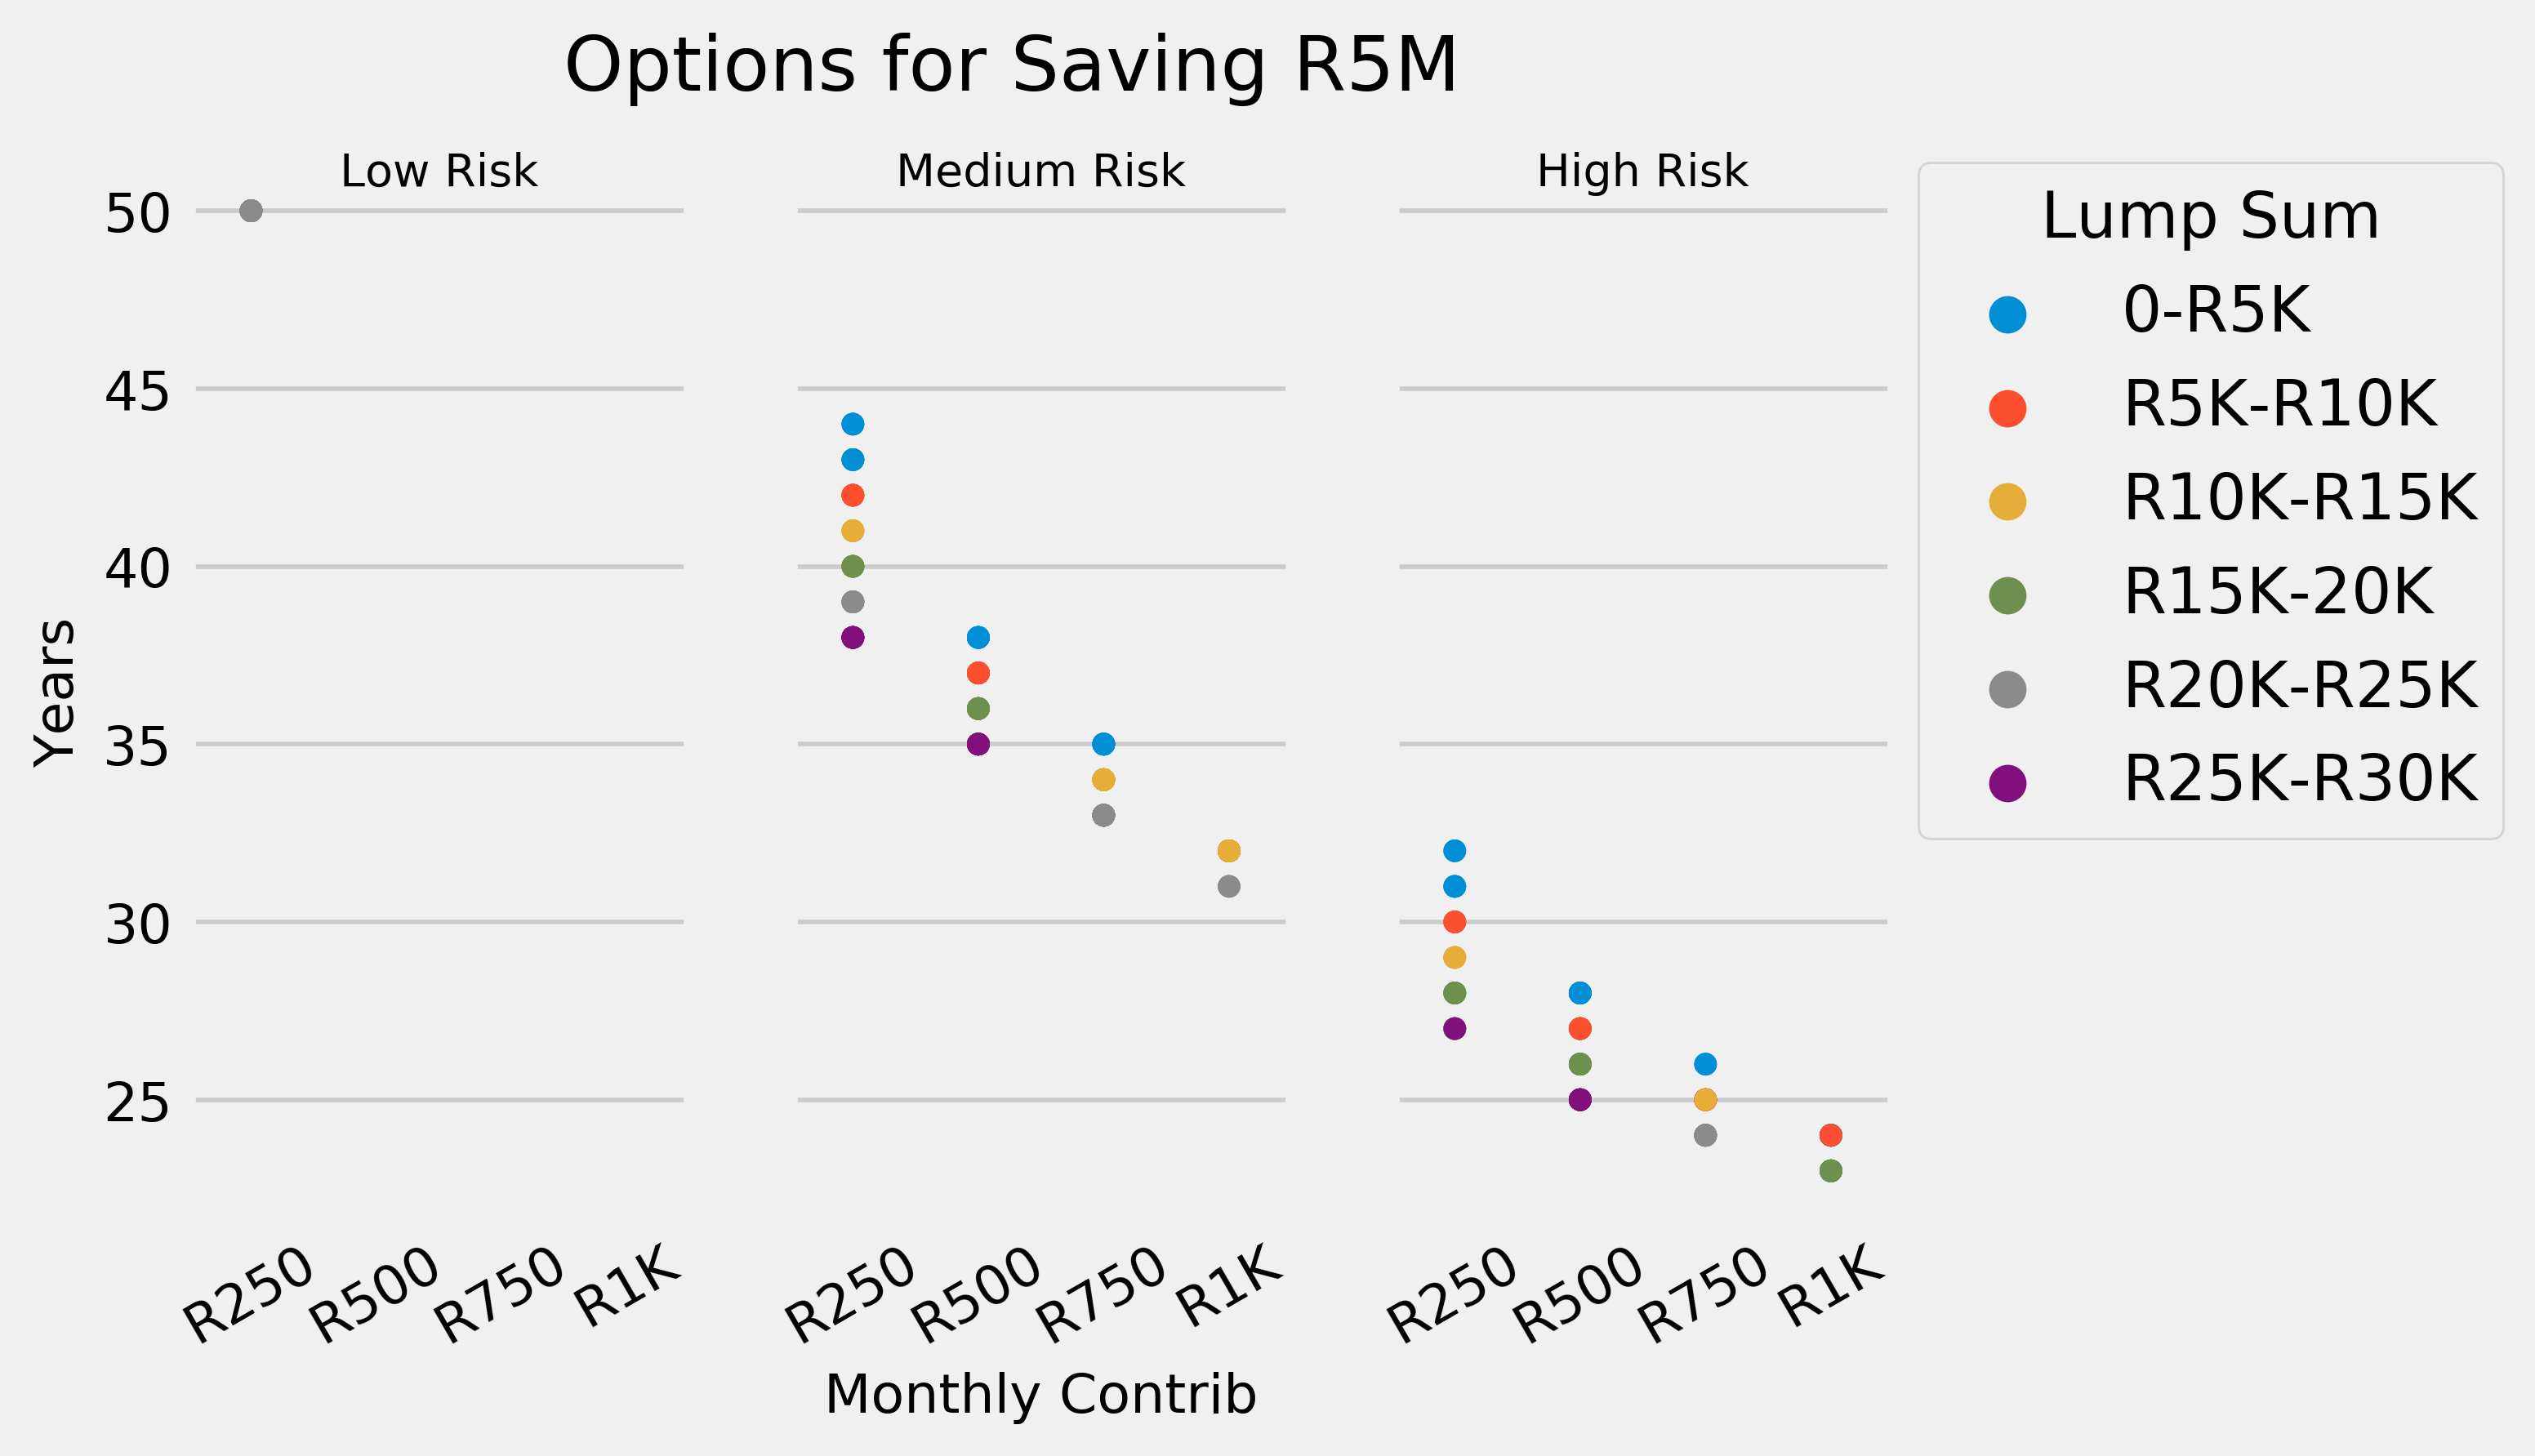 Options for Saving R5M
Low Risk
Medium Risk
High Risk
Years
50
45
40
35
30
25
R250
R500
R750
R1K
R250
R500
R750
R1K
R250
R500
R750
R1K
Monthly Contrib
Lump Sum
0-R5K
R5K-R10K
R10K-R15K
R15K-20K
R20K-R25K
R25K-R30K